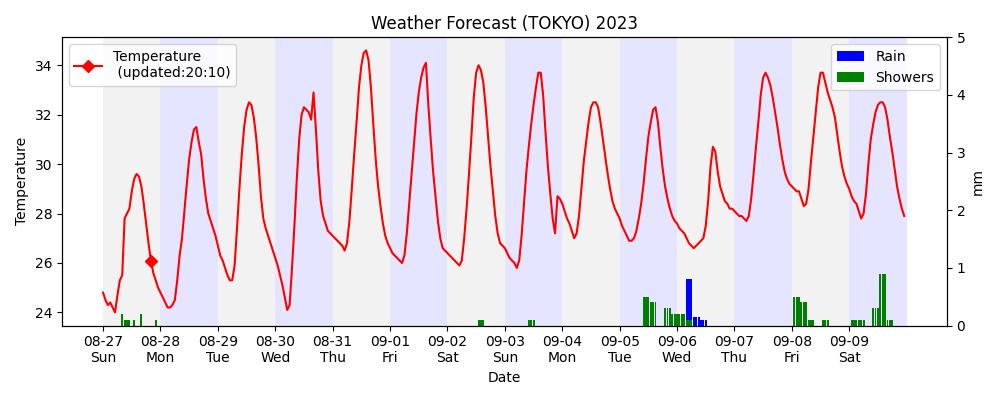 Weather Forecast (TOKYO) 2023
Temperature
(updated:20:10)
Rain
Showers
Temperature
34
32
30
28
26
24
5
4
3
2
1
0
mm
08-27 08-28 08-29 08-30 08-31 09-01 09-02 09-03 09-04 09-05 09-06 09-07 09-08 09-09
Sun Mon Tue Wed Thu Fri Sat Sun Mon Tue Wed Thu Fri Sat
Date